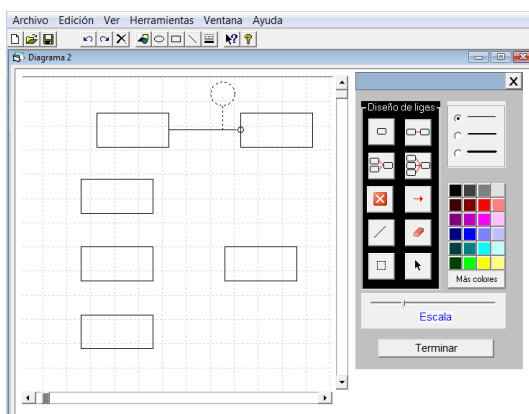 Archivo Edición Ver Herramientas Ventana Ayuda
Diagrama 2
Diseño de ligas
Más colores
Escala
Terminar